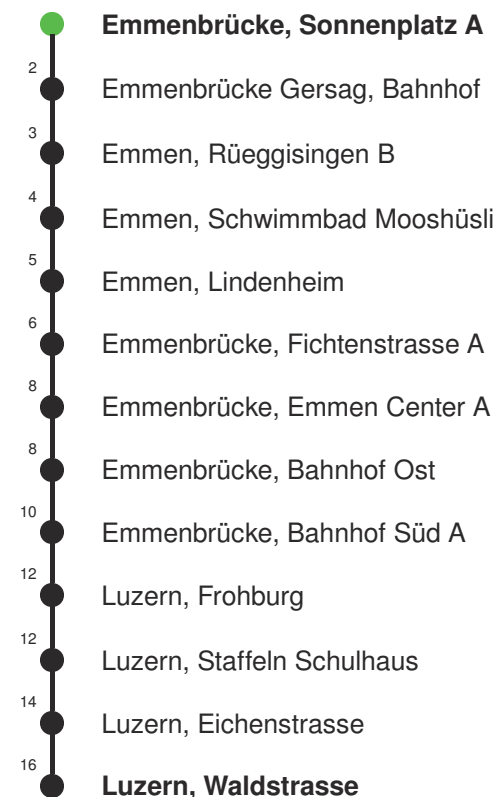 Emmenbrücke, Sonnenplatz A
2 Emmenbrücke Gersag, Bahnhof
3 Emmen, Rüeggisingen B
4 Emmen, Schwimmbad Mooshüsli
5 Emmen, Lindenheim
6 Emmenbrücke, Fichtenstrasse A
8 Emmenbrücke, Emmen Center A
8 Emmenbrücke, Bahnhof Ost
10 Emmenbrücke, Bahnhof Süd A
12 Luzern, Frohburg
12 Luzern, Staffeln Schulhaus
14 Luzern, Eichenstrasse
16 Luzern, Waldstrasse